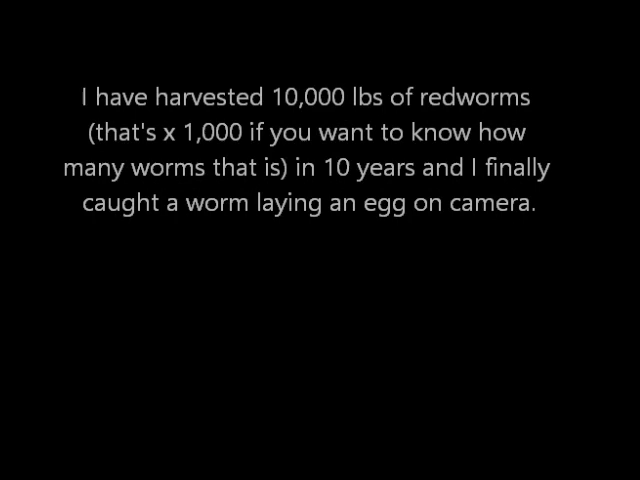 I have harvested 10,000 lbs of redworms
(that's x 1,000 if you want to know how
many worms that is) in 10 years and I finally
caught a worm laying an egg on camera.